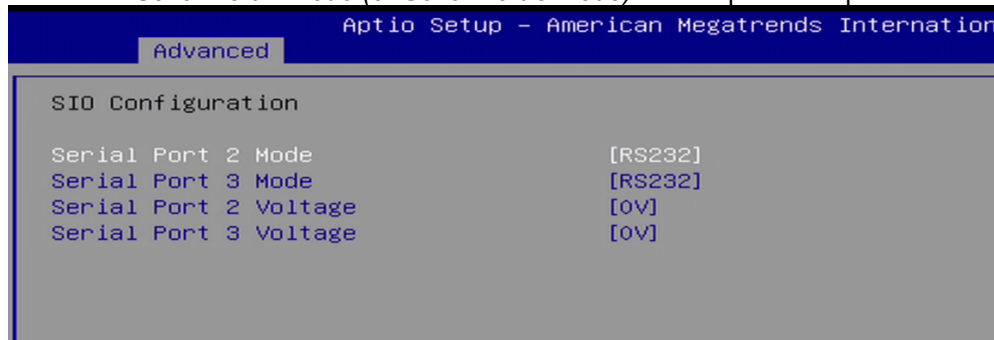 Aptio Setup – American Megatrends Internation
Advanced
SIO Configuration
Serial Port 2 Mode [RS232]
Serial Port 3 Mode [RS232]
Serial Port 2 Voltage [0V]
Serial Port 3 Voltage [0V]